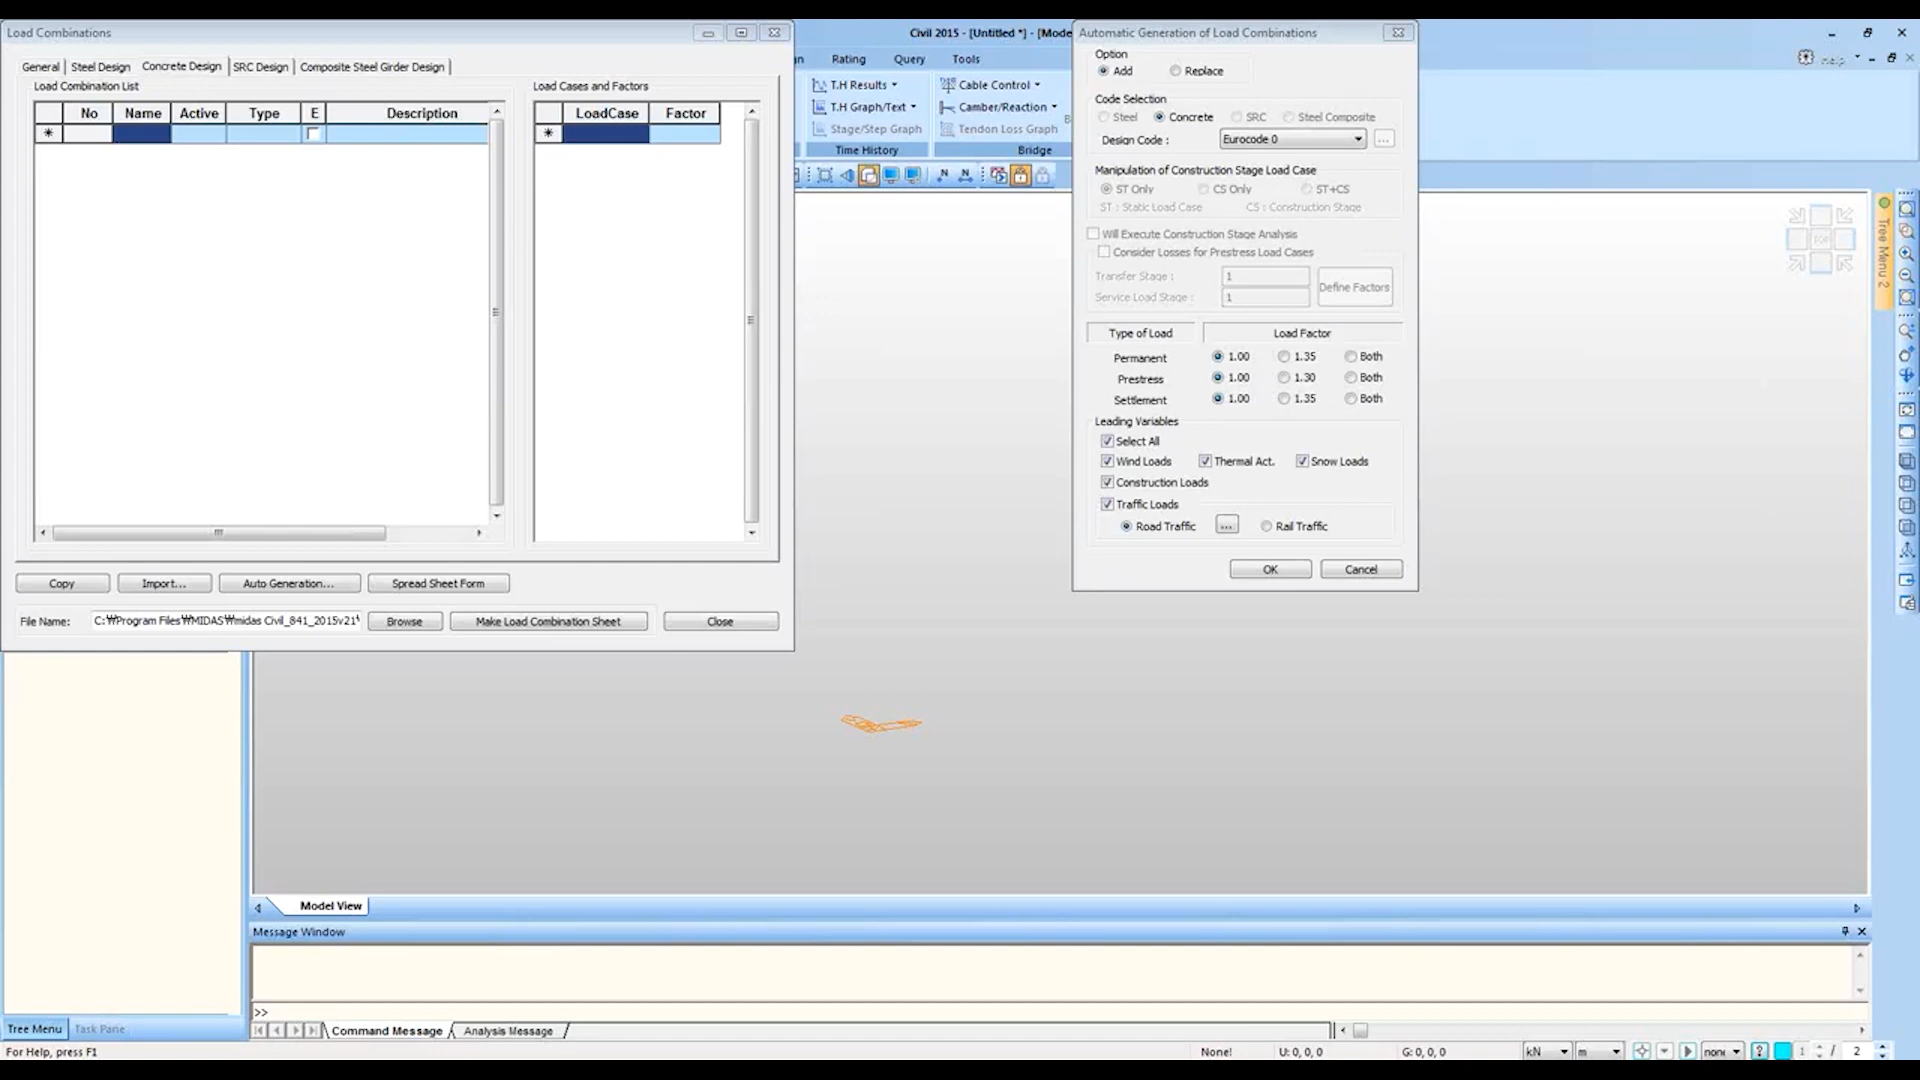 Load Combinations
General Steel Design Concrete Design SRC Design Composite Steel Girder Design
Load Combination List
No Name Active Type E Description
Load Cases and Factors
LoadCase Factor
Copy Import... Auto Generation... Spread Sheet Form
File Name: C:₩Program Files₩MIDAS₩midas Civil_841_2015v21₩ Browse Make Load Combination Sheet Close
Civil 2015 - [Untitled *] - [Mode
Rating Query Tools
T.H Results Cable Control
T.H Graph/Text Camber/Reaction
Stage/Step Graph Tendon Loss Graph
Time History Bridge
Automatic Generation of Load Combinations
Option
Add Replace
Code Selection
Steel Concrete SRC Steel Composite
Design Code : Eurocode 0 ...
Manipulation of Construction Stage Load Case
ST Only CS Only ST+CS
ST : Static Load Case CS : Construction Stage
Will Execute Construction Stage Analysis
Consider Losses for Prestress Load Cases
Transfer Stage : 1
Service Load Stage : 1
Define Factors
Type of Load Load Factor
Permanent 1.00 1.35 Both
Prestress 1.00 1.30 Both
Settlement 1.00 1.35 Both
Leading Variables
Select All
Wind Loads Thermal Act. Snow Loads
Construction Loads
Traffic Loads
Road Traffic ... Rail Traffic
OK Cancel
Help
TOP
Tree Menu 2
Model View
Message Window
>>
Command Message Analysis Message
Tree Menu Task Pane
For Help, press F1
None! U: 0, 0, 0 G: 0, 0, 0 kN m none 1 / 2